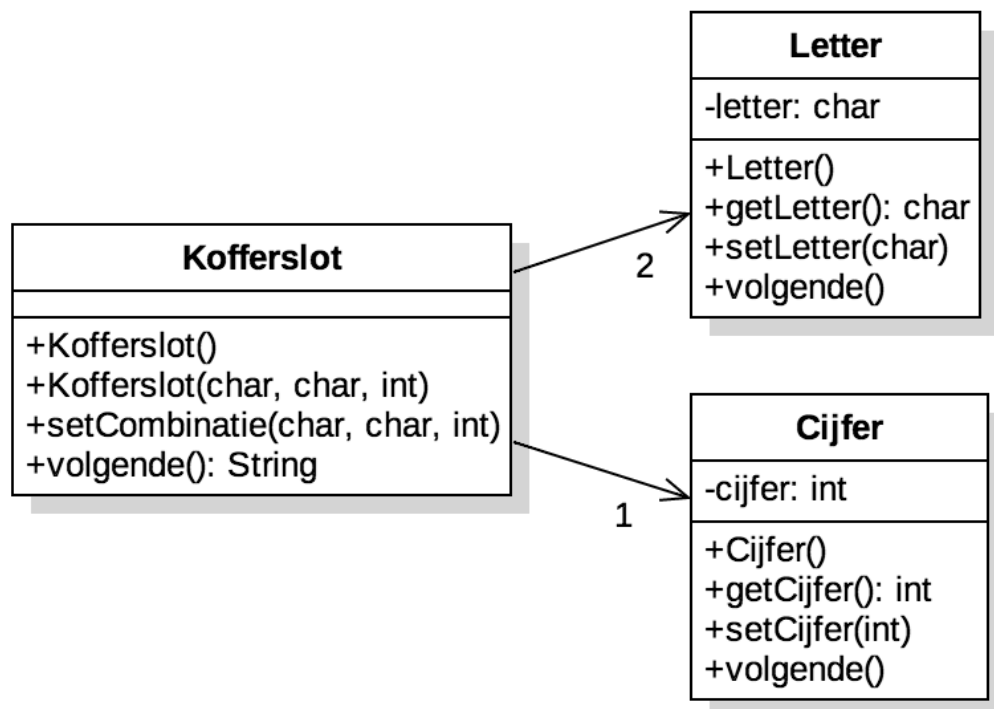 Kofferslot
+Kofferslot()
+Kofferslot(char, char, int)
+setCombinatie(char, char, int)
+volgende(): String
2
1
Letter
-letter: char
+Letter()
+getLetter(): char
+setLetter(char)
+volgende()
Cijfer
-cijfer: int
+Cijfer()
+getCijfer(): int
+setCijfer(int)
+volgende()